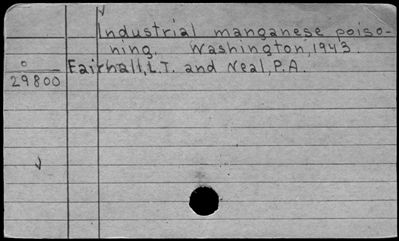 Industrial manganese poiso-
ning. Washington, 1943.
Fairhall, L.T. and Neal, P.A.
o
29800